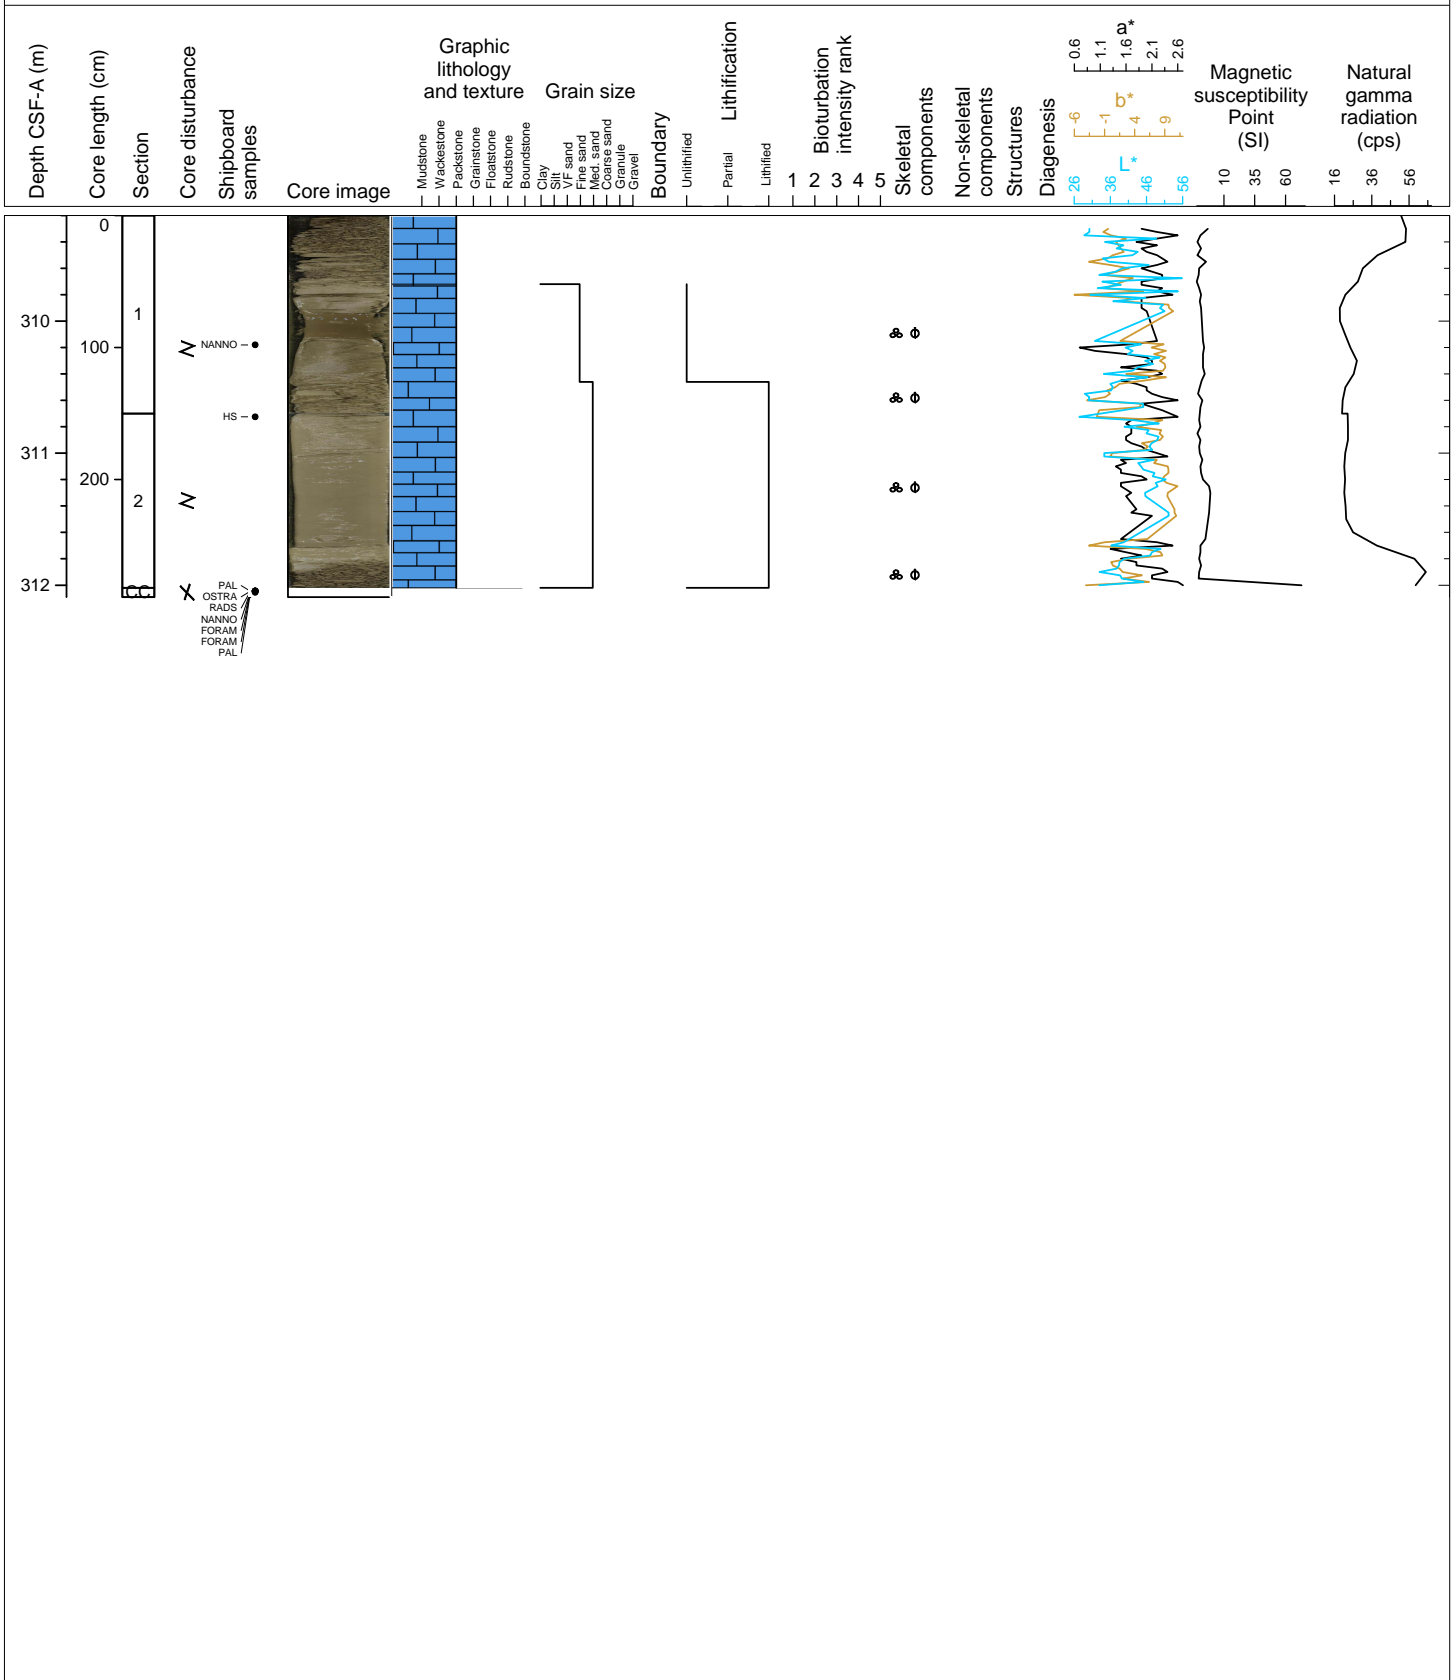 Depth CSF-A (m)
Core length (cm)
Section
Core disturbance
Shipboard
samples
Core image
Graphic
lithology
and texture
Mudstone
Wackestone
Packstone
Grainstone
Floatstone
Rudstone
Boundstone
Grain size
Clay
Silt
VF sand
Fine sand
Med. sand
Coarse sand
Granule
Gravel
Boundary
Lithification
Unlithified
Partial
Lithified
Bioturbation
intensity rank
1 2 3 4 5
Skeletal
components
Non-skeletal
components
Structures
Diagenesis
a*
0.6 1.1 1.6 2.1 2.6
b*
-6 -1 4 9
L*
26 36 46 56
Magnetic
susceptibility
Point
(SI)
10 35 60
Natural
gamma
radiation
(cps)
16 36 56
0
310
1
100
NANNO
HS
311
200
2
312
CC
PAL
OSTRA
RADS
NANNO
FORAM
FORAM
PAL